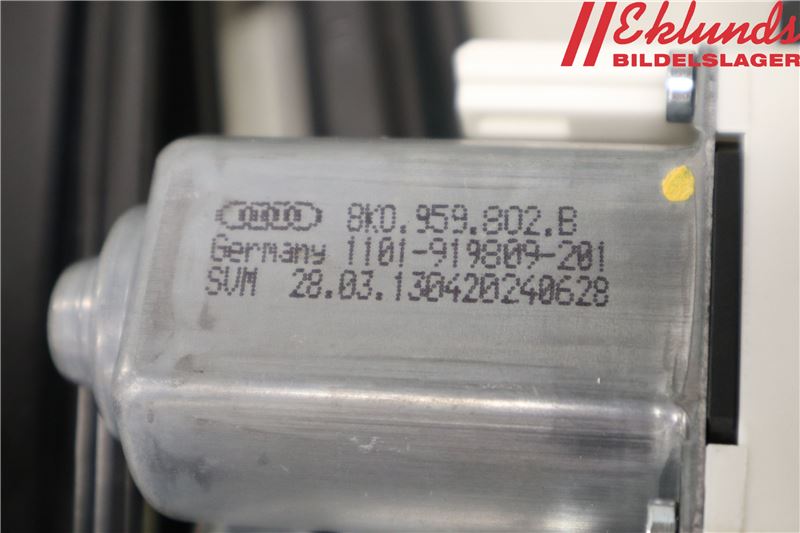 Eklunds
BILDELSLAGER
8K0.959.802.B
Germany 1101-919809-201
SVM 28.03.130420240628